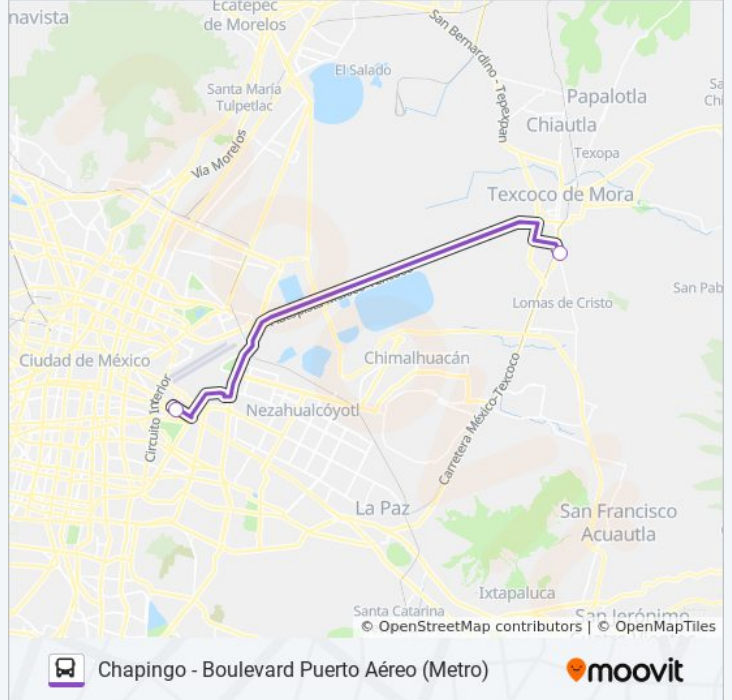 navista
Ecatepec
de Morelos
San Bernardino - Tepexpan
El Salado
Santa María
Tulpetlac
Papalotla
Chiautla
Vía Morelos
Texopa
Texcoco de Mora
San Pab
Lomas de Cristo
Ciudad de México
Chimalhuacán
Circuito Interior
Nezahualcóyotl
Carretera México-Texcoco
La Paz
San Francisco
Acuautla
Ixtapaluca
Santa Catarina
San Jerónimo
© OpenStreetMap contributors | © OpenMapTiles
Chapingo - Boulevard Puerto Aéreo (Metro)
moovit